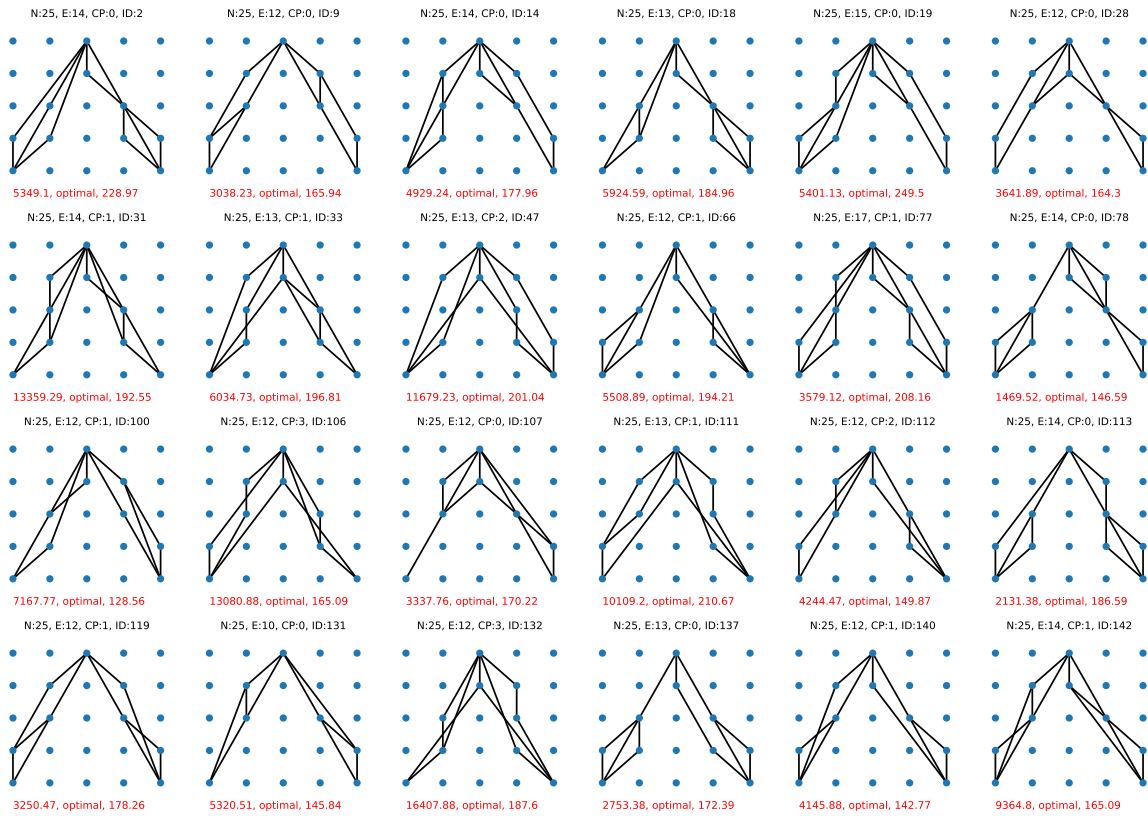 N:25, E:14, CP:0, ID:2
N:25, E:12, CP:0, ID:9
N:25, E:14, CP:0, ID:14
N:25, E:13, CP:0, ID:18
N:25, E:15, CP:0, ID:19
N:25, E:12, CP:0, ID:28
5349.1, optimal, 228.97
3038.23, optimal, 165.94
4929.24, optimal, 177.96
5924.59, optimal, 184.96
5401.13, optimal, 249.5
3641.89, optimal, 164.3
N:25, E:14, CP:1, ID:31
N:25, E:13, CP:1, ID:33
N:25, E:13, CP:2, ID:47
N:25, E:12, CP:1, ID:66
N:25, E:17, CP:1, ID:77
N:25, E:14, CP:0, ID:78
13359.29, optimal, 192.55
6034.73, optimal, 196.81
11679.23, optimal, 201.04
5508.89, optimal, 194.21
3579.12, optimal, 208.16
1469.52, optimal, 146.59
N:25, E:12, CP:1, ID:100
N:25, E:12, CP:3, ID:106
N:25, E:12, CP:0, ID:107
N:25, E:13, CP:1, ID:111
N:25, E:12, CP:2, ID:112
N:25, E:14, CP:0, ID:113
7167.77, optimal, 128.56
13080.88, optimal, 165.09
3337.76, optimal, 170.22
10109.2, optimal, 210.67
4244.47, optimal, 149.87
2131.38, optimal, 186.59
N:25, E:12, CP:1, ID:119
N:25, E:10, CP:0, ID:131
N:25, E:12, CP:3, ID:132
N:25, E:13, CP:0, ID:137
N:25, E:12, CP:1, ID:140
N:25, E:14, CP:1, ID:142
3250.47, optimal, 178.26
5320.51, optimal, 145.84
16407.88, optimal, 187.6
2753.38, optimal, 172.39
4145.88, optimal, 142.77
9364.8, optimal, 165.09